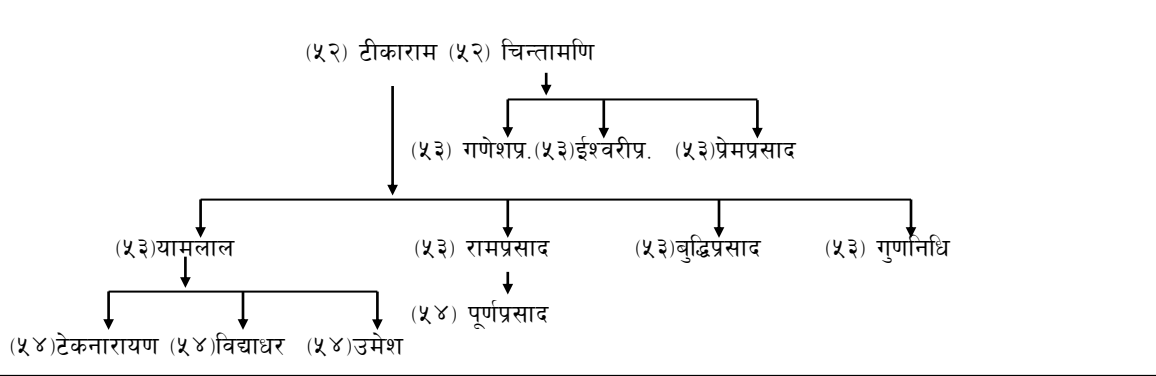 (५२) टीकाराम (५२) चिन्तामणि
(५३) गणेशप्र.(५३)ईश्वरीप्र. (५३)प्रेमप्रसाद
(५३)यामलाल (५३) रामप्रसाद (५३)बुद्धिप्रसाद (५३) गुणनिधि
(५४) पूर्णप्रसाद
(५४)टेकनारायण (५४)विद्याधर (५४)उमेश